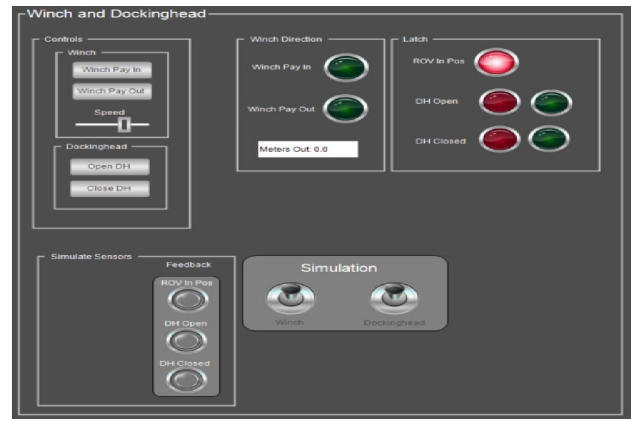 Winch and Dockinghead
Controls
Winch
Winch Pay In
Winch Pay Out
Speed
Dockinghead
Open DH
Close DH
Winch Direction
Winch Pay In
Winch Pay Out
Meters Out: 0.0
Latch
ROV In Pos
DH Open
DH Closed
Simulate Sensors
Feedback
ROV In Pos
DH Open
DH Closed
Simulation
Winch
Dockinghead